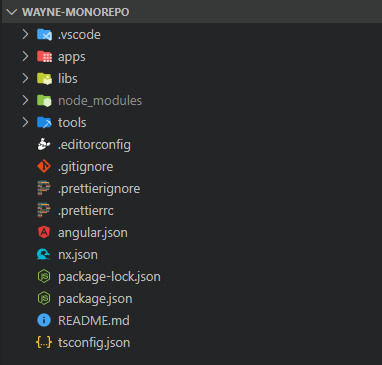 WAYNE-MONOREPO
.vscode
apps
libs
node_modules
tools
.editorconfig
.gitignore
.prettierignore
.prettierrc
angular.json
nx.json
package-lock.json
package.json
README.md
tsconfig.json